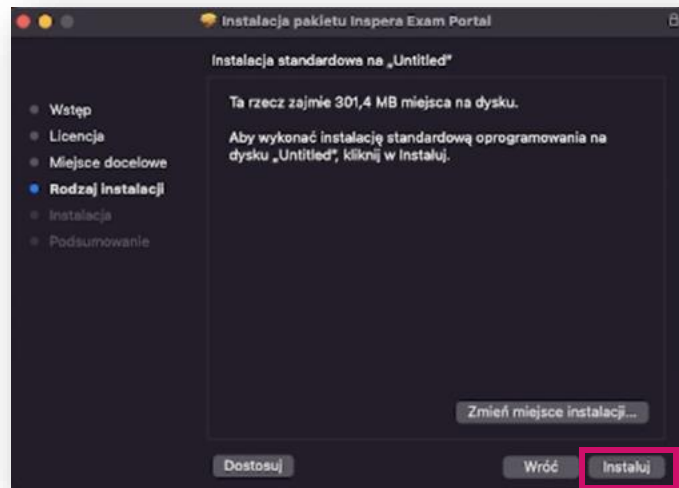 Instalacja pakietu Inspera Exam Portal
Instalacja standardowa na „Untitled”
Wstęp
Licencja
Miejsce docelowe
Rodzaj instalacji
Instalacja
Podsumowanie
Ta rzecz zajmie 301,4 MB miejsca na dysku.
Aby wykonać instalację standardową oprogramowania na
dysku „Untitled”, kliknij w Instaluj.
Zmień miejsce instalacji...
Dostosuj
Wróć
Instaluj